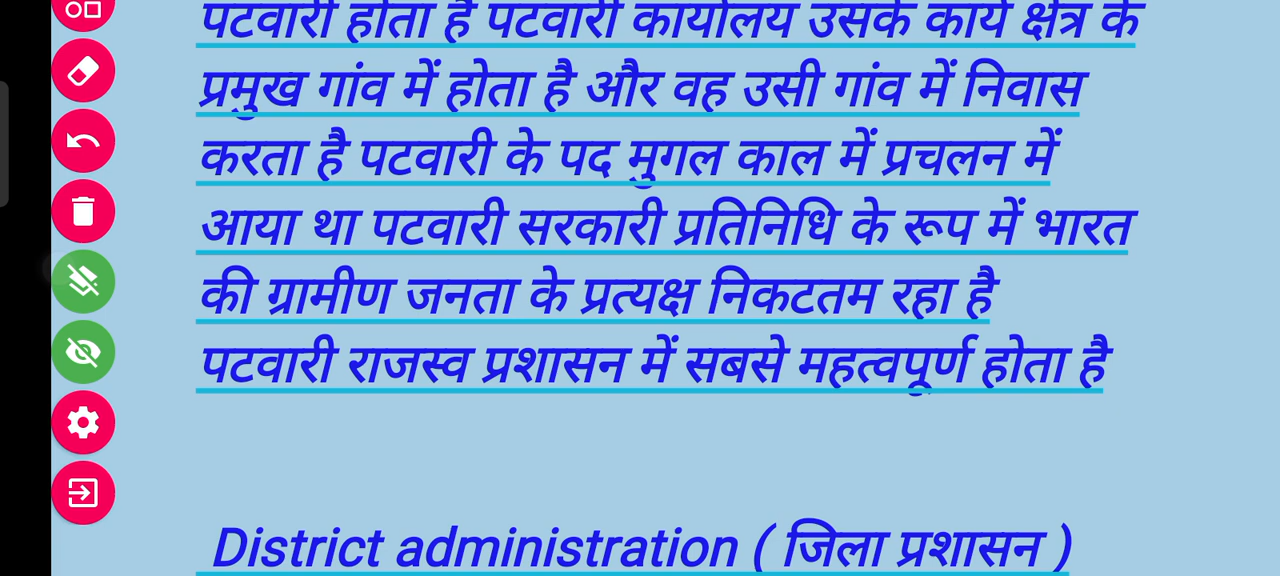 पटवारी होता है पटवारी कार्यालय उसके कार्य क्षेत्र के
प्रमुख गांव में होता है और वह उसी गांव में निवास
करता है पटवारी के पद मुगल काल में प्रचलन में
आया था पटवारी सरकारी प्रतिनिधि के रूप में भारत
की ग्रामीण जनता के प्रत्यक्ष निकटतम रहा है
पटवारी राजस्व प्रशासन में सबसे महत्वपूर्ण होता है
District administration ( जिला प्रशासन )